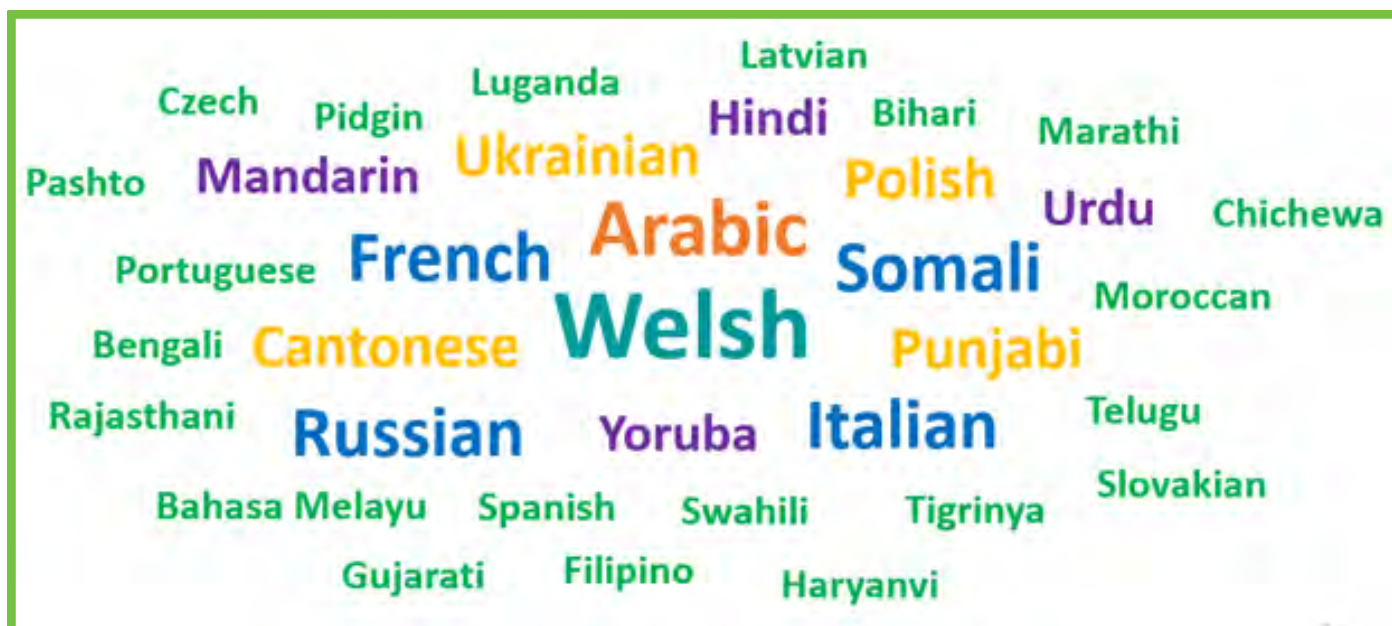 Latvian
Luganda
Czech Pidgin Hindi Bihari Marathi
Ukrainian
Pashto Mandarin Polish Urdu Chichewa
Arabic
Portuguese French Somali Moroccan
Welsh
Bengali Cantonese Punjabi
Rajasthani Russian Yoruba Italian Telugu
Bahasa Melayu Spanish Swahili Tigrinya Slovakian
Gujarati Filipino Haryanvi